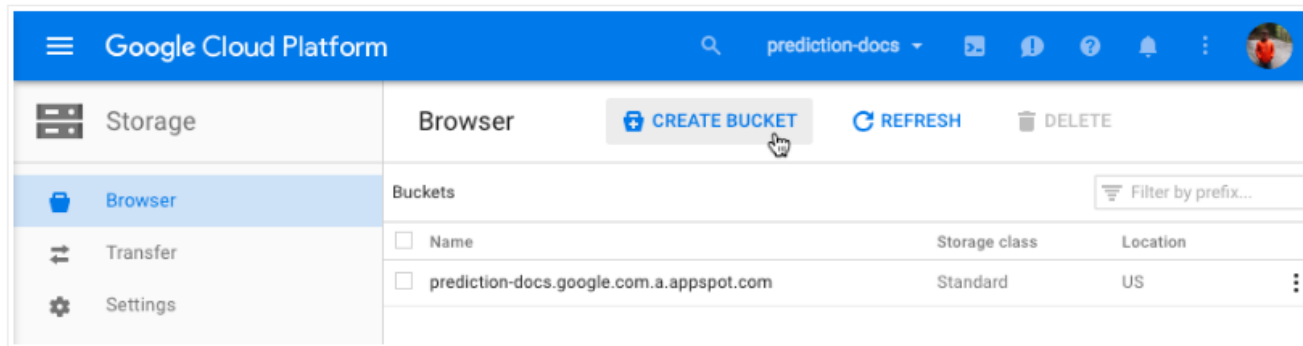 Google Cloud Platform prediction-docs
Storage Browser CREATE BUCKET REFRESH DELETE
Browser
Transfer
Settings
Buckets Filter by prefix...
Name Storage class Location
prediction-docs.google.com.a.appspot.com Standard US